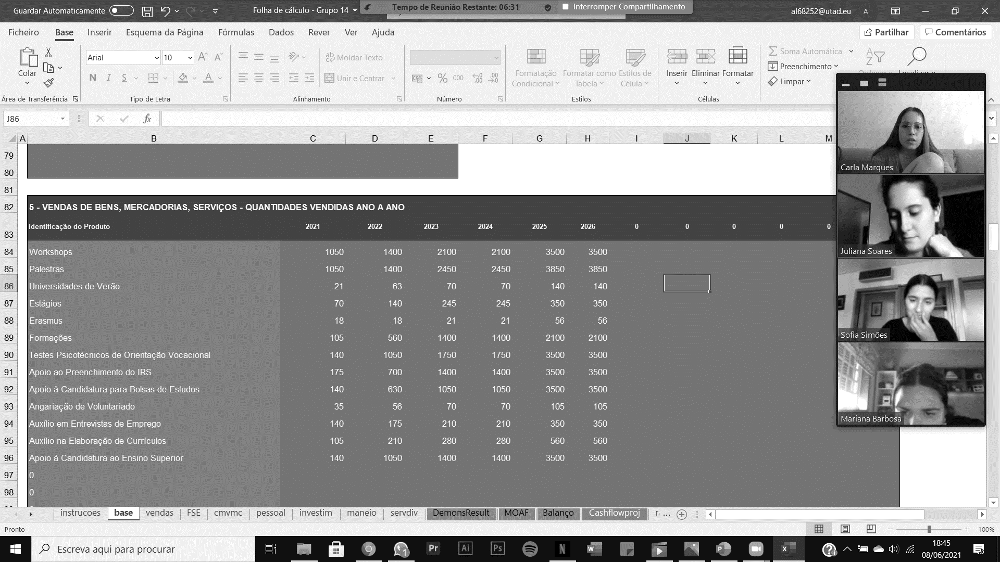 Guardar Automaticamente
Folha de cálculo - Grupo 14
Tempo de Reunião Restante: 06:31
Interromper Compartilhamento
al68252@utad.eu
A
Ficheiro Base Inserir Esquema da Página Fórmulas Dados Rever Ver Ajuda
Partilhar Comentários
Colar
Arial 10
N I S
Moldar Texto
Unir e Centrar
% 000
Formatação Condicional
Formatar como Tabela
Estilos de Célula
Inserir Eliminar Formatar
Soma Automática
Preenchimento
Limpar
Área de Transferência Tipo de Letra Alinhamento Número Estilos Células
J86 fx
A B C D E F G H I J K L M
79
80
81
82 5 - VENDAS DE BENS, MERCADORIAS, SERVIÇOS - QUANTIDADES VENDIDAS ANO A ANO
83 Identificação do Produto 2021 2022 2023 2024 2025 2026 0 0 0 0 0
84 Workshops 1050 1400 2100 2100 3500 3500
85 Palestras 1050 1400 2450 2450 3850 3850
86 Universidades de Verão 21 63 70 70 140 140
87 Estágios 70 140 245 245 350 350
88 Erasmus 18 18 21 21 56 56
89 Formações 105 560 1400 1400 2100 2100
90 Testes Psicotécnicos de Orientação Vocacional 140 1050 1750 1750 3500 3500
91 Apoio ao Preenchimento do IRS 175 700 1400 1400 3500 3500
92 Apoio à Candidatura para Bolsas de Estudos 140 630 1050 1050 3500 3500
93 Angariação de Voluntariado 35 56 70 70 105 105
94 Auxílio em Entrevistas de Emprego 140 175 210 210 350 350
95 Auxílio na Elaboração de Currículos 105 210 280 280 560 560
96 Apoio à Candidatura ao Ensino Superior 140 1050 1400 1400 3500 3500
97 0
98 0
Carla Marques
Juliana Soares
Sofia Simões
Mariana Barbosa
instrucoes base vendas FSE cmvmc pessoal investim maneio servdiv DemonsResult MOAF Balanço Cashflowproj ...
Pronto
100%
Escreva aqui para procurar
1
Pr Ai Ps N W P X
18:45
08/06/2021